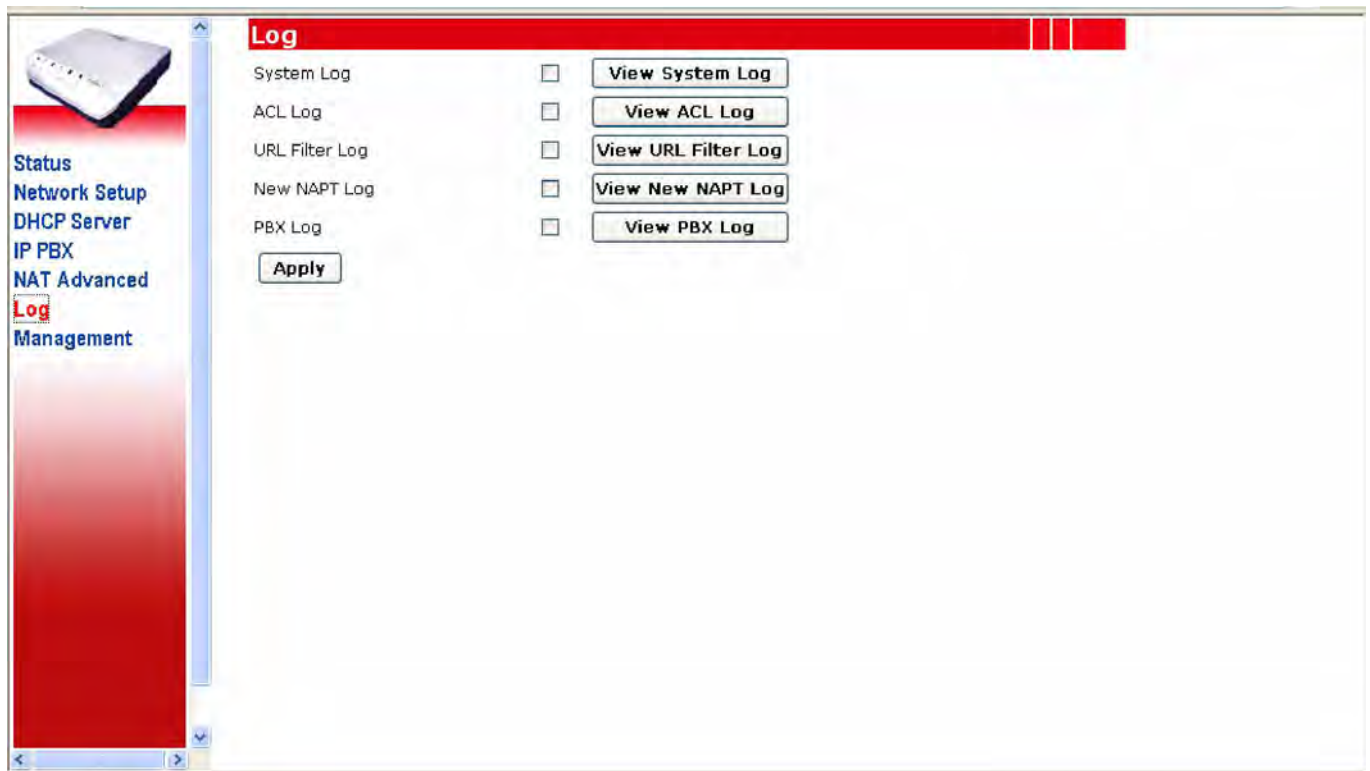 Status
Network Setup
DHCP Server
IP PBX
NAT Advanced
Log
Management
Log
System Log View System Log
ACL Log View ACL Log
URL Filter Log View URL Filter Log
New NAPT Log View New NAPT Log
PBX Log View PBX Log
Apply